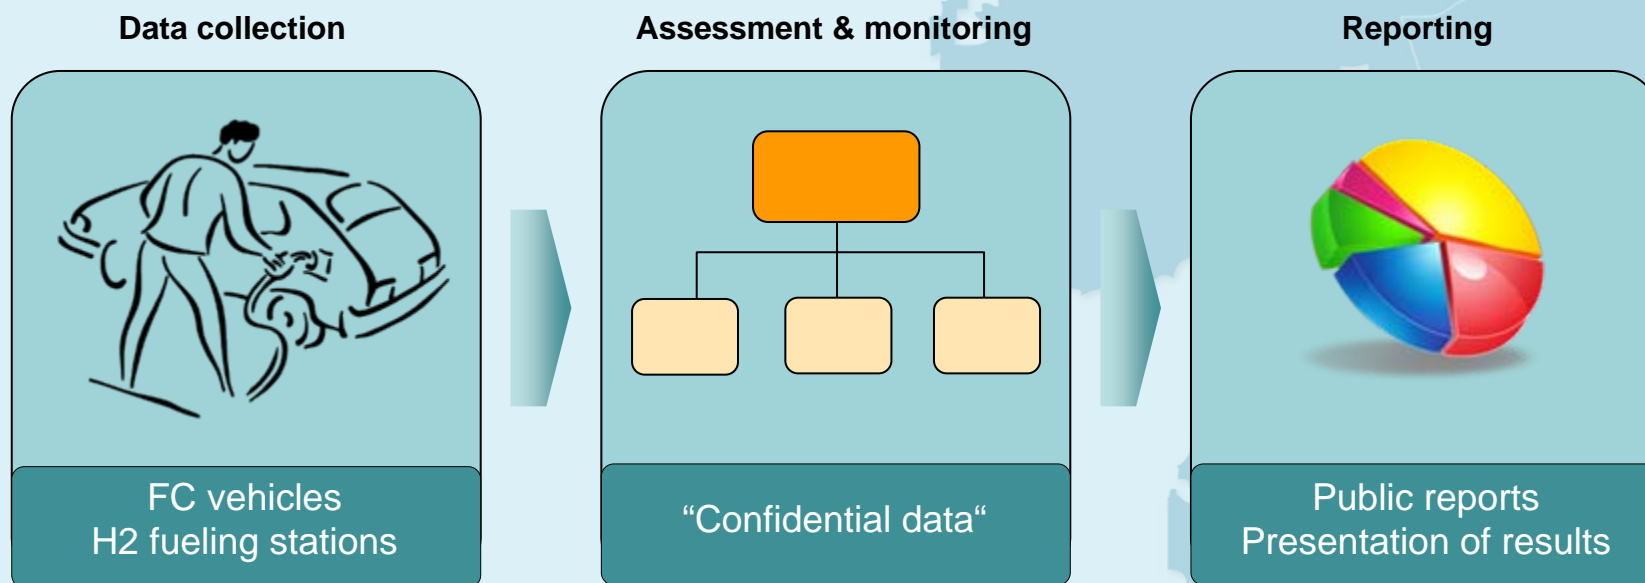 Data collection
Assessment & monitoring
Reporting
FC vehicles
H2 fueling stations
“Confidential data“
Public reports
Presentation of results